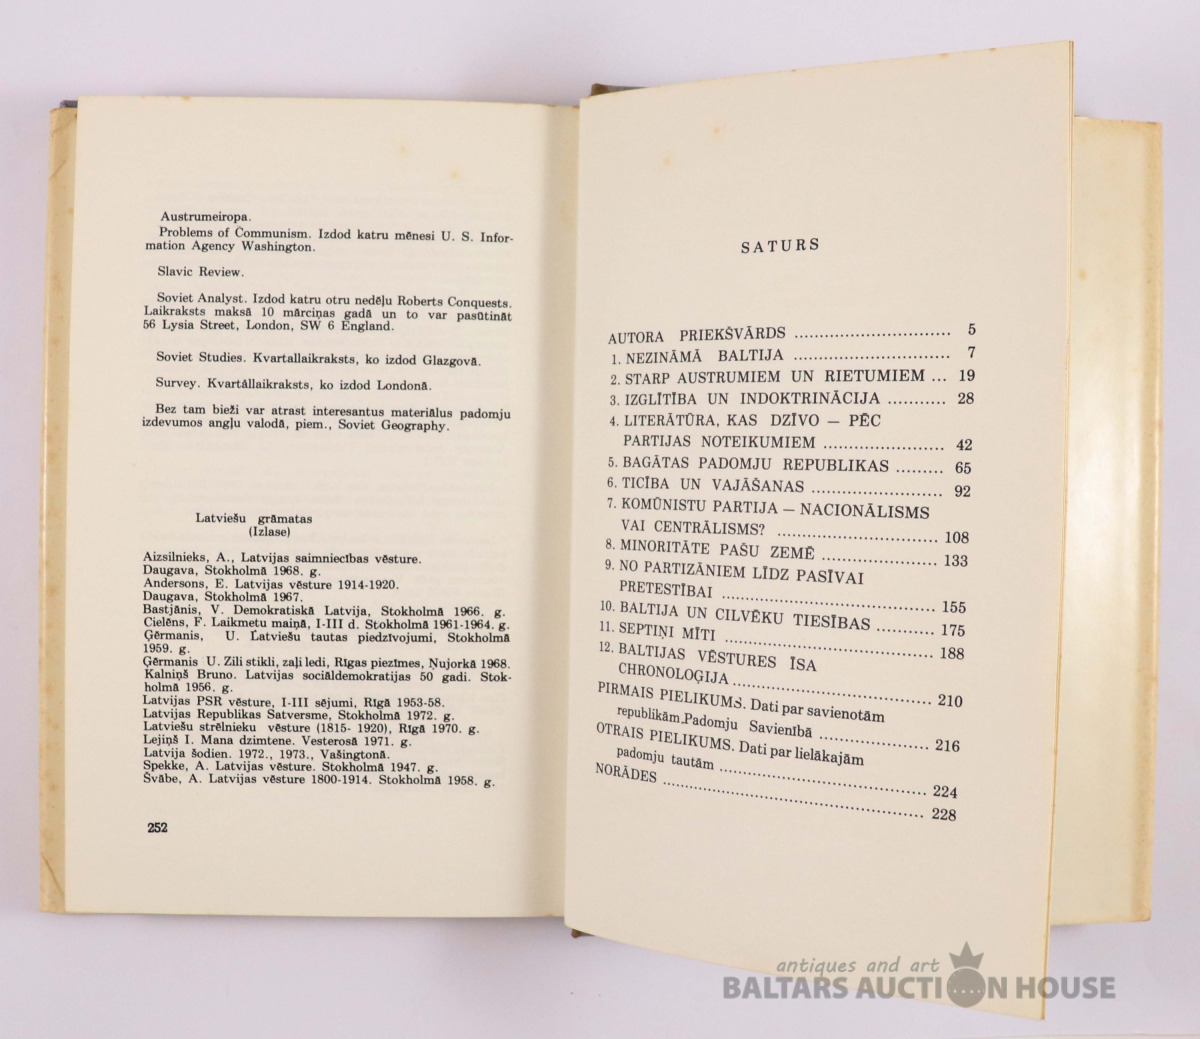 Austrumeiropa.
Problems of Communism. Izdod katru mēnesi U. S. Infor-
mation Agency Washington.
Slavic Review.
Soviet Analyst. Izdod katru otru nedēļu Roberts Conquests.
Laikraksts maksā 10 mārciņas gadā un to var pasūtināt
56 Lysia Street, London, SW 6 England.
Soviet Studies. Kvartallaikraksts, ko izdod Glazgovā.
Survey. Kvartāllaikraksts, ko izdod Londonā.
Bez tam bieži var atrast interesantus materiālus padomju
izdevumos angļu valodā, piem., Soviet Geography.
Latviešu grāmatas
(Izlase)
Aizsilnieks, A., Latvijas saimniecības vēsture.
Daugava, Stokholmā 1968. g.
Andersons, E. Latvijas vēsture 1914-1920.
Daugava, Stokholmā 1967.
Bastjānis, V. Demokratiskā Latvija, Stokholmā 1966. g.
Cielēns, F. Laikmetu maiņā, I-III d. Stokholmā 1961-1964. g.
Ģērmanis, U. Latviešu tautas piedzīvojumi, Stokholmā
1959. g.
Ģērmanis U. Zili stikli, zaļi ledi, Rīgas piezīmes, Ņujorkā 1968.
Kalniņš Bruno. Latvijas sociāldemokratijas 50 gadi. Stok-
holmā 1956. g.
Latvijas PSR vēsture, I-III sējumi, Rīgā 1953-58.
Latvijas Republikas Satversme, Stokholmā 1972. g.
Latviešu strēlnieku vēsture (1815- 1920), Rīgā 1970. g.
Lejiņš I. Mana dzimtene. Vesterosā 1971. g.
Latvija šodien. 1972., 1973., Vašingtonā.
Spekke, A. Latvijas vēsture. Stokholmā 1947. g.
Švābe, A. Latvijas vēsture 1800-1914. Stokholmā 1958. g.
252
SATURS
AUTORA PRIEKŠVĀRDS ............................ 5
1. NEZINĀMĀ BALTIJA ............................ 7
2. STARP AUSTRUMIEM UN RIETUMIEM ... 19
3. IZGLĪTĪBA UN INDOKTRINĀCIJA .......... 28
4. LITERĀTŪRA, KAS DZĪVO — PĒC
PARTIJAS NOTEIKUMIEM ...................... 42
5. BAGĀTAS PADOMJU REPUBLIKAS ......... 65
6. TICĪBA UN VAJĀŠANAS ........................ 92
7. KOMŪNISTU PARTIJA — NACIONĀLISMS
VAI CENTRĀLISMS? ............................. 108
8. MINORITĀTE PAŠU ZEMĒ ..................... 133
9. NO PARTIZĀNIEM LĪDZ PASĪVAI
PRETESTĪBAI ....................................... 155
10. BALTIJA UN CILVĒKU TIESĪBAS .......... 175
11. SEPTIŅI MĪTI ..................................... 188
12. BALTIJAS VĒSTURES ĪSA
CHRONOLOĢIJA .................................... 210
PIRMAIS PIELIKUMS. Dati par savienotām
republikām.Padomju Savienībā .................... 216
OTRAIS PIELIKUMS. Dati par lielākajām
padomju tautām ..................................... 224
NORĀDES ............................................. 228
antiques and art
BALTARS AUCTION HOUSE